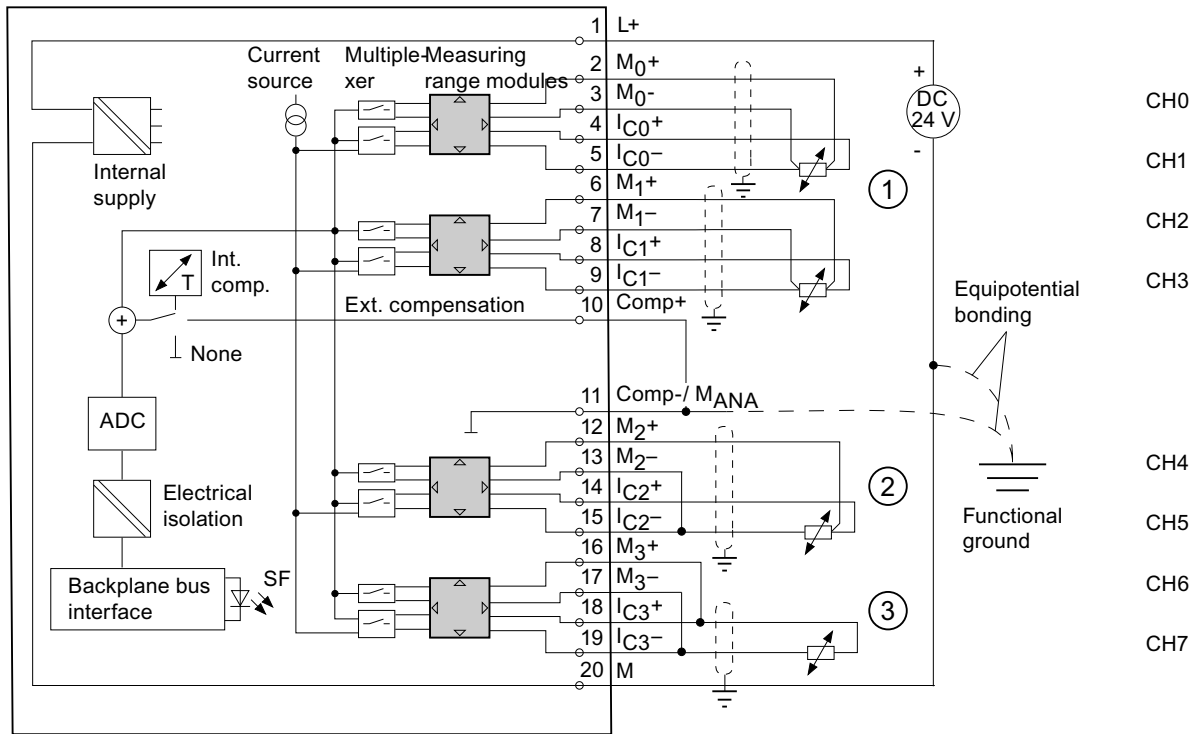 1 L+
Current source
Multiple-xer
Measuring range modules
2 M0+
3 M0-
4 IC0+
5 IC0–
6 M1+
7 M1–
8 IC1+
9 IC1–
10 Comp+
+
DC 24 V
-
CH0
CH1
CH2
CH3
1
Internal supply
T
Int. comp.
Ext. compensation
+
None
Equipotential bonding
ADC
11 Comp-/ MANA
12 M2+
13 M2–
14 IC2+
15 IC2–
16 M3+
17 M3–
18 IC3+
19 IC3–
20 M
2
3
Electrical isolation
Functional ground
CH4
CH5
CH6
CH7
Backplane bus interface
SF